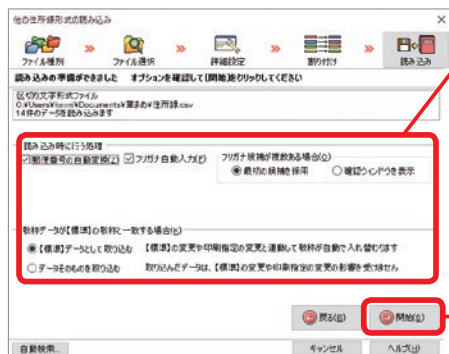 他の住所録形式の読み込み
ファイル種別 » ファイル選択 » 詳細設定 » 割り付け » 読み込み
読み込みの準備ができました オプションを確認して[開始]をクリックしてください
区切り文字形式ファイル
C:¥Users¥ ¥Documents¥筆まめ¥住所録.csv
14件のデータを読み込みます
読み込み時に行う処理
郵便番号の自動変換(Z) フリガナ自動入力(F) フリガナ候補が複数ある場合(O)
最初の候補を採用 確認ウィンドウを表示
敬称データが【標準】の敬称と一致する場合(K)
【標準】データとして取り込む 【標準】の変更や印刷指定の変更と連動して敬称が自動で入れ替わります
データそのものを取り込む 取り込んだデータは、【標準】の変更や印刷指定の変更の影響を受けません
戻る(B) 開始(S)
自動検索... キャンセル ヘルプ(H)